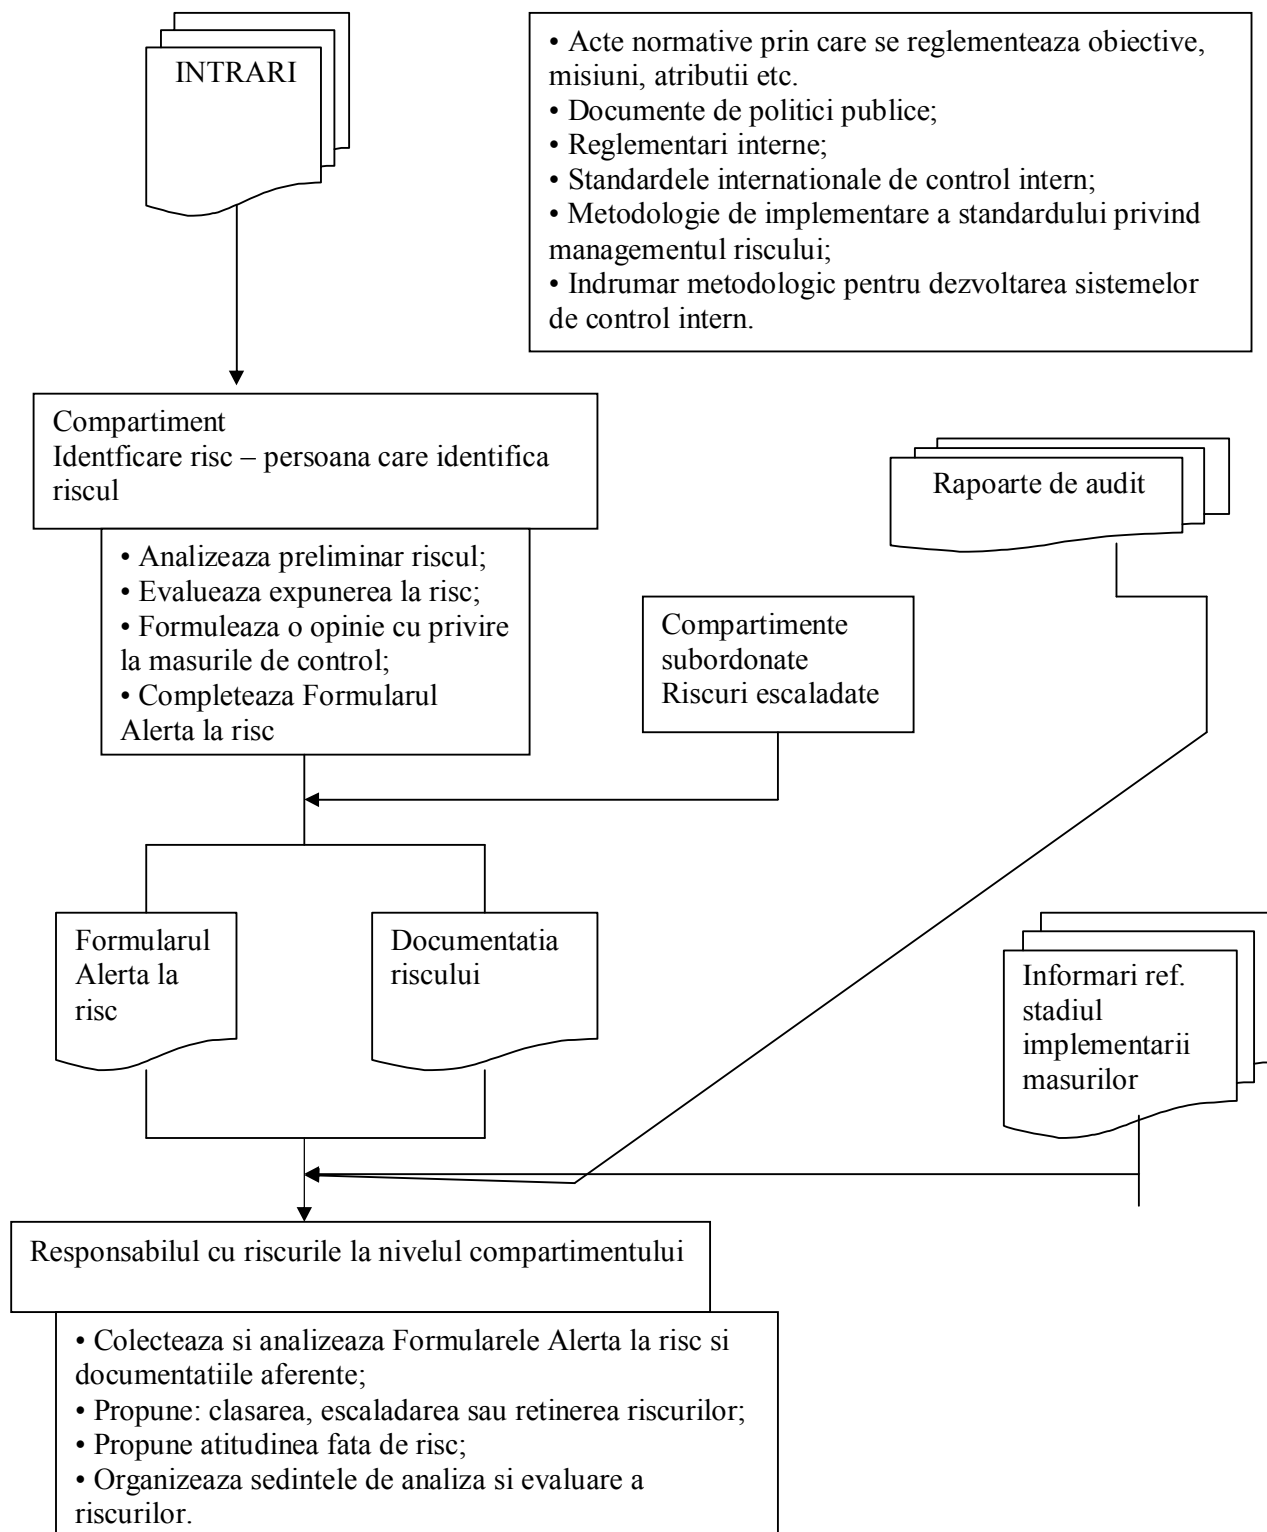 INTRARI
• Acte normative prin care se reglementeaza obiective,
misiuni, atributii etc.
• Documente de politici publice;
• Reglementari interne;
• Standardele internationale de control intern;
• Metodologie de implementare a standardului privind
managementul riscului;
• Indrumar metodologic pentru dezvoltarea sistemelor
de control intern.
Compartiment
Identficare risc – persoana care identifica
riscul
• Analizeaza preliminar riscul;
• Evalueaza expunerea la risc;
• Formuleaza o opinie cu privire
la masurile de control;
• Completeaza Formularul
Alerta la risc
Rapoarte de audit
Compartimente
subordonate
Riscuri escaladate
Formularul
Alerta la
risc
Documentatia
riscului
Informari ref.
stadiul
implementarii
masurilor
Responsabilul cu riscurile la nivelul compartimentului
• Colecteaza si analizeaza Formularele Alerta la risc si
documentatiile aferente;
• Propune: clasarea, escaladarea sau retinerea riscurilor;
• Propune atitudinea fata de risc;
• Organizeaza sedintele de analiza si evaluare a
riscurilor.